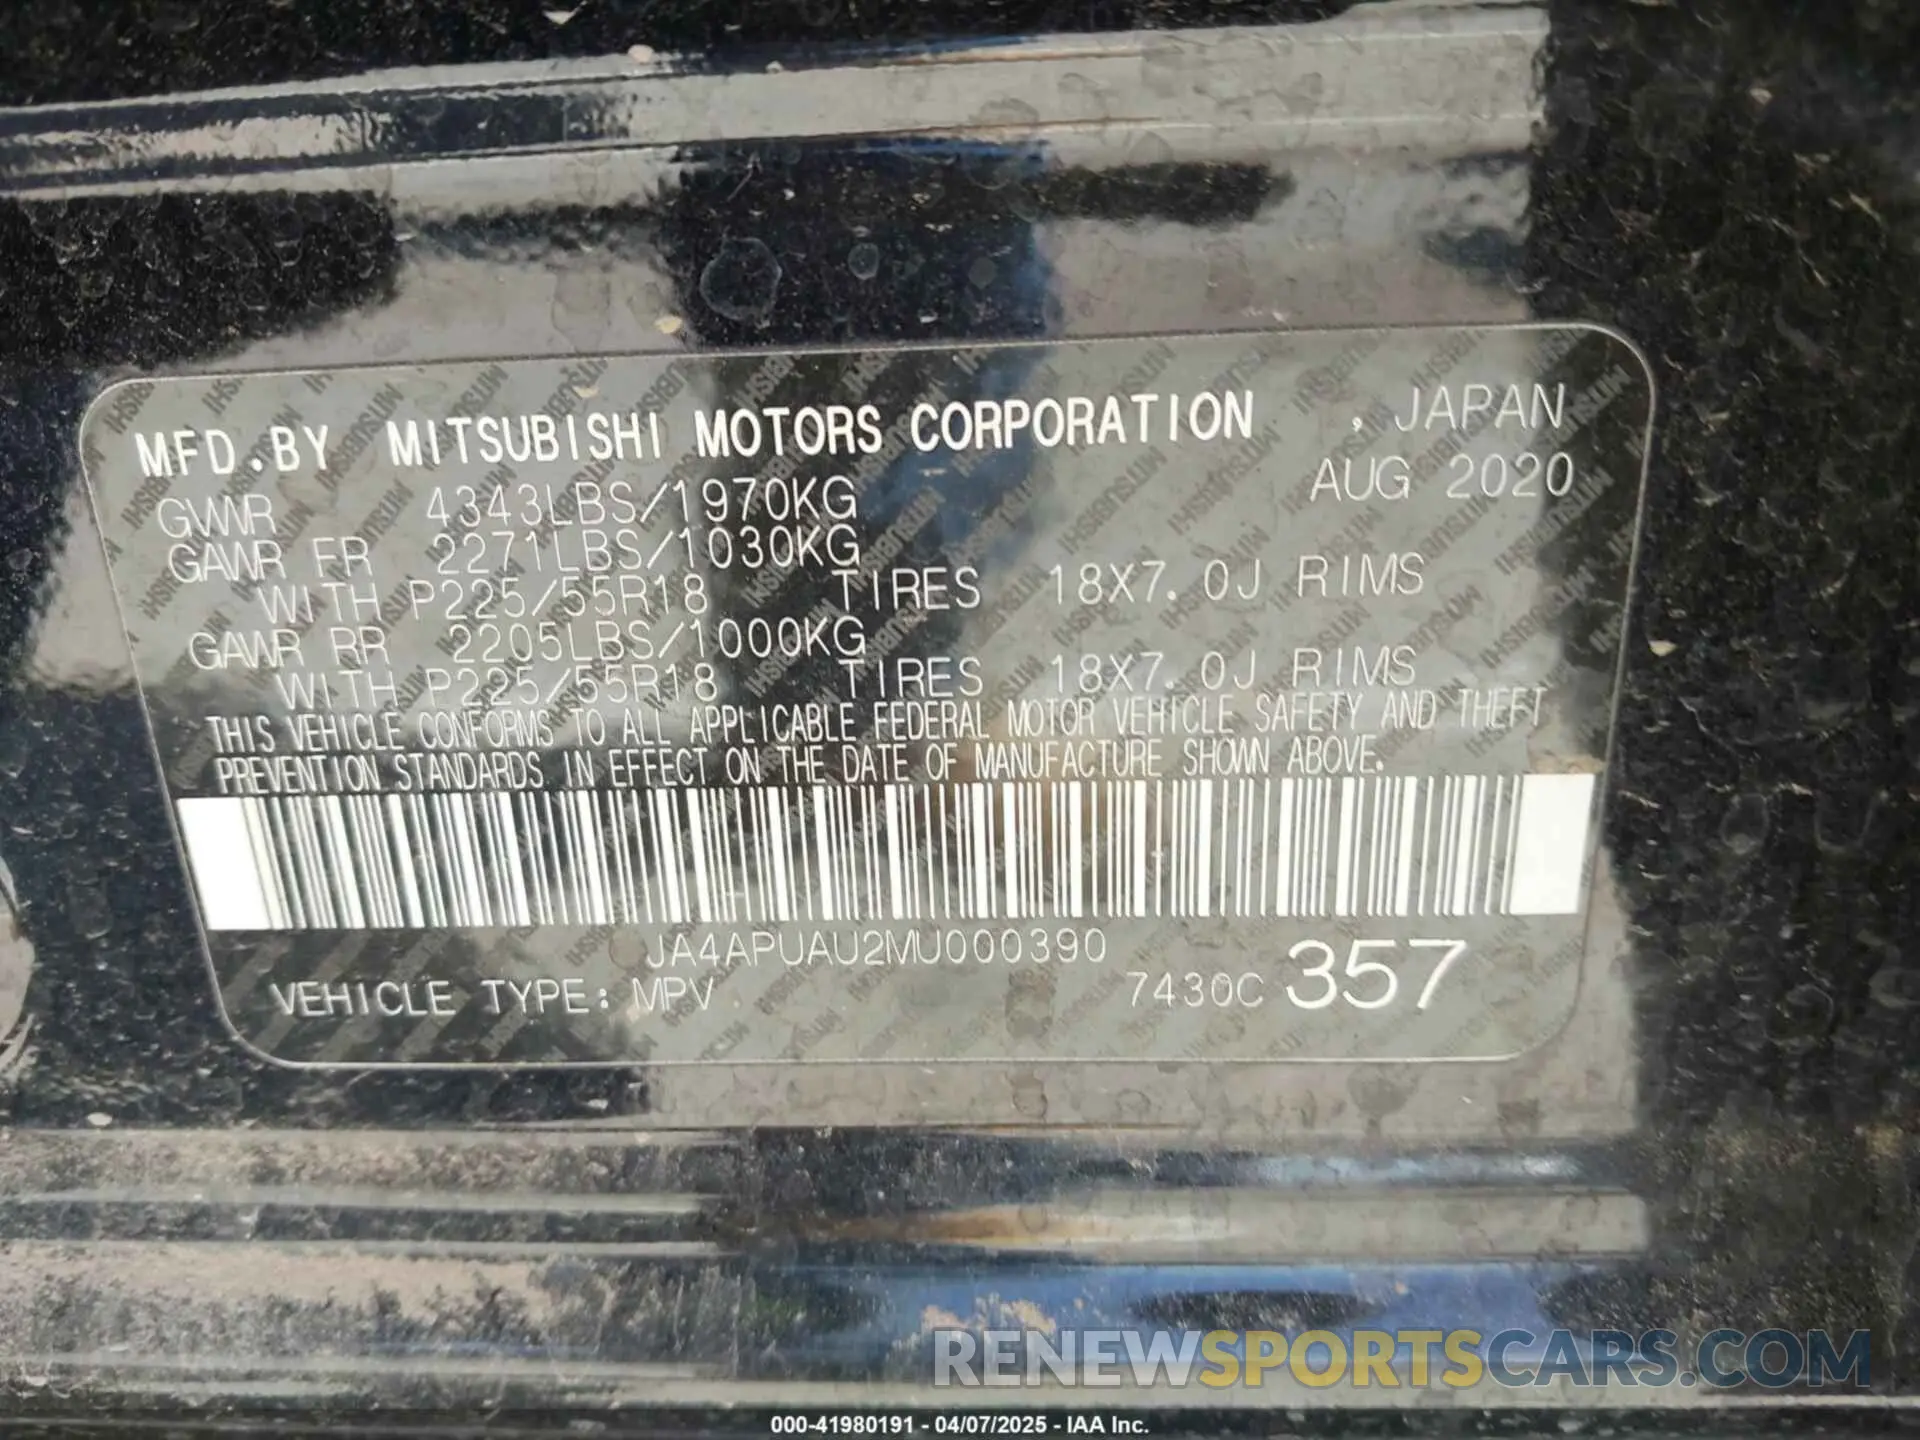 MFD.BY MITSUBISHI MOTORS CORPORATION , JAPAN
GVWR 4343LBS/1970KG AUG 2020
GAWR FR 2271LBS/1030KG
WITH P225/55R18 TIRES 18X7.0J RIMS
GAWR RR 2205LBS/1000KG
WITH P225/55R18 TIRES 18X7.0J RIMS
THIS VEHICLE CONFORMS TO ALL APPLICABLE FEDERAL MOTOR VEHICLE SAFETY AND THEFT
PREVENTION STANDARDS IN EFFECT ON THE DATE OF MANUFACTURE SHOWN ABOVE.
JA4APUAU2MU000390
VEHICLE TYPE: MPV 7430C 357
RENEWSPORTSCARS.COM
000-41980191 - 04/07/2025 - IAA Inc.